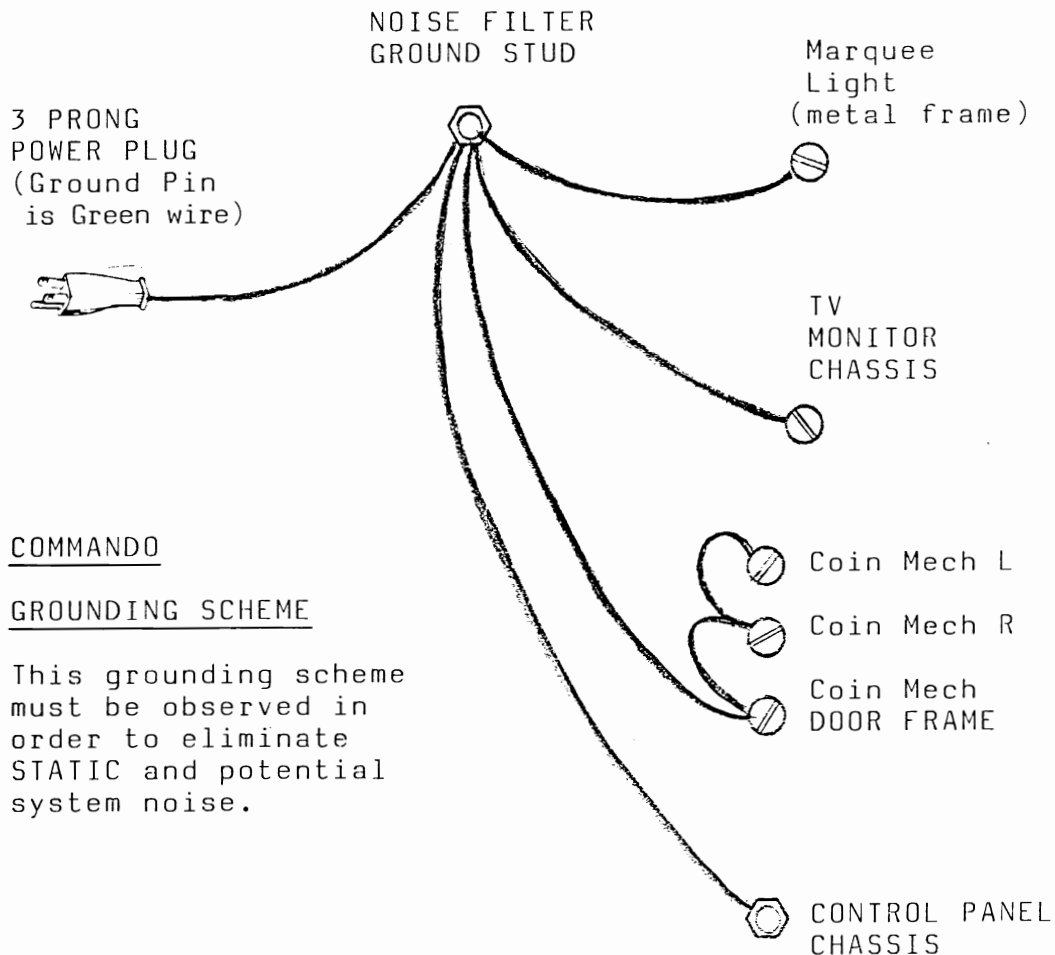 NOISE FILTER
GROUND STUD
Marquee
Light
(metal frame)
3 PRONG
POWER PLUG
(Ground Pin
is Green wire)
TV
MONITOR
CHASSIS
COMMANDO
GROUNDING SCHEME
This grounding scheme
must be observed in
order to eliminate
STATIC and potential
system noise.
Coin Mech L
Coin Mech R
Coin Mech
DOOR FRAME
CONTROL PANEL
CHASSIS